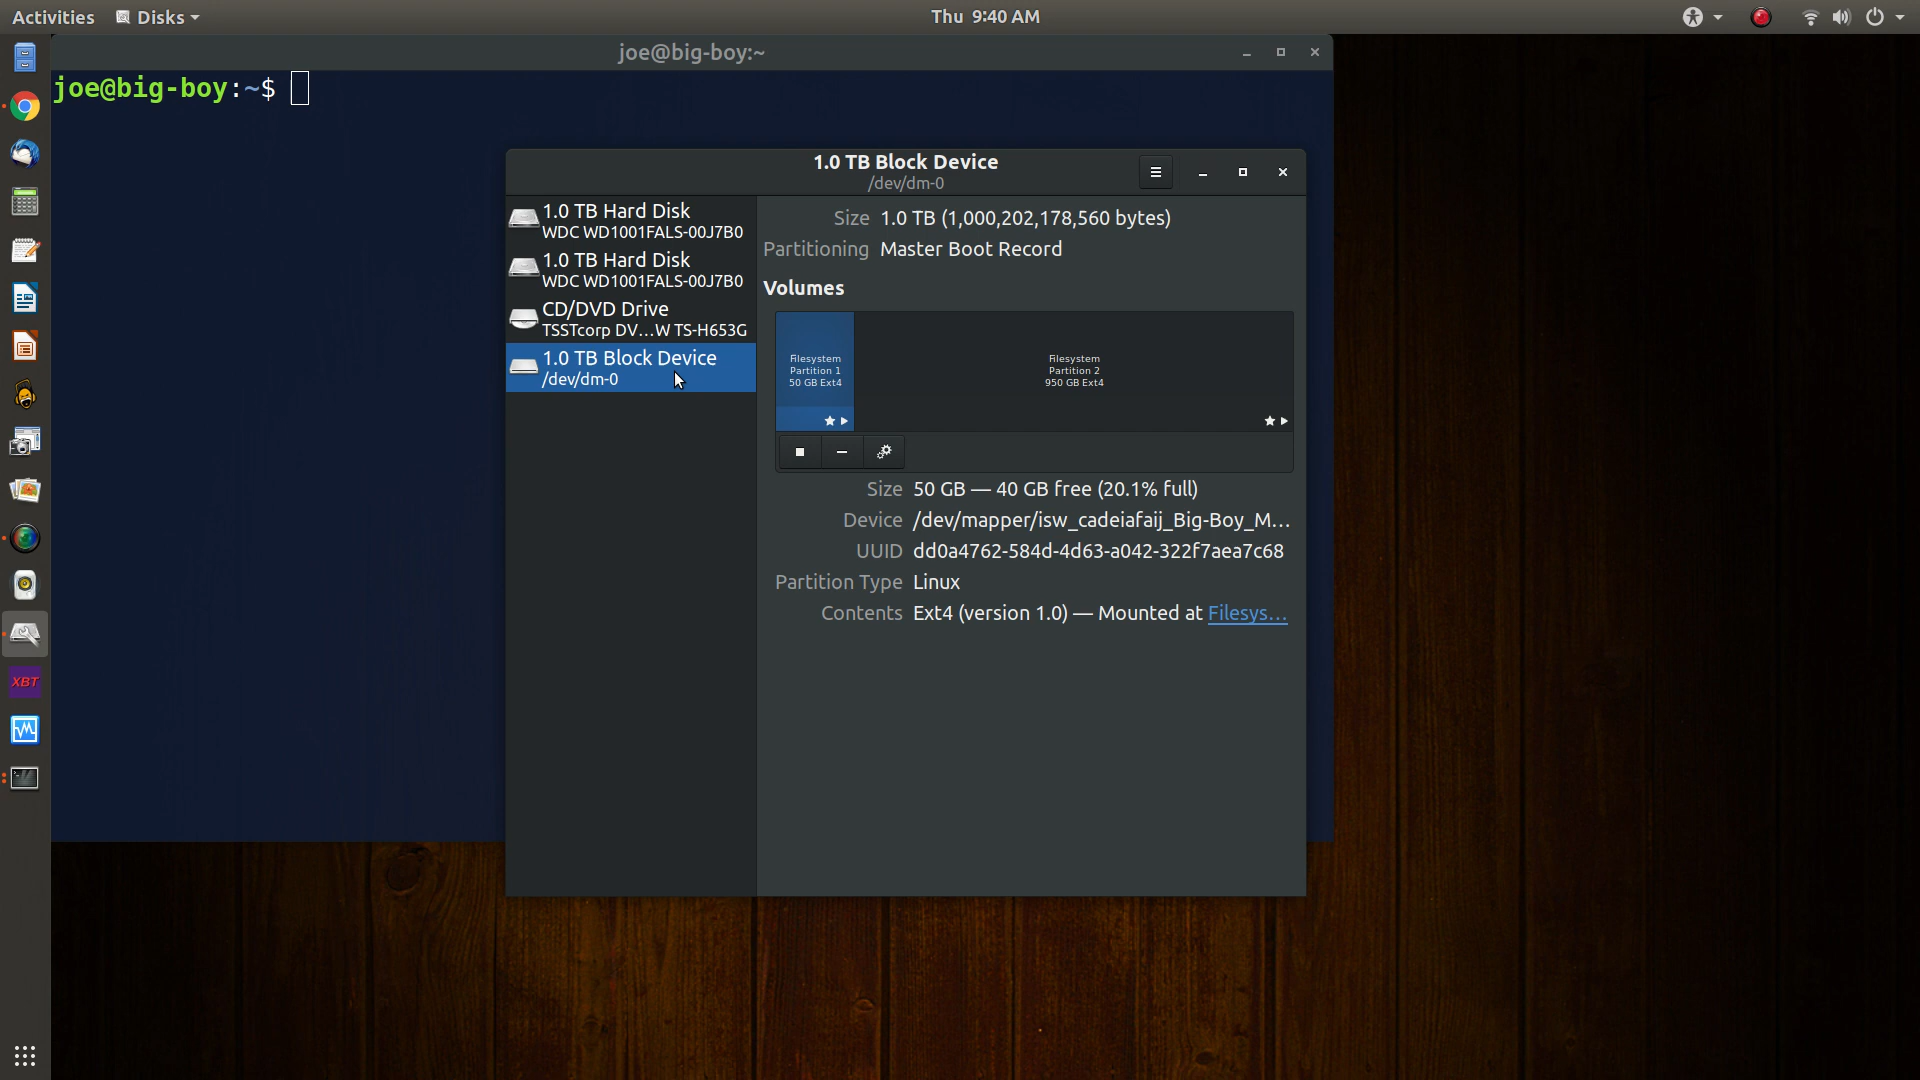 Activities Disks Thu 9:40 AM
joe@big-boy:~
joe@big-boy:~$
1.0 TB Block Device
/dev/dm-0
1.0 TB Hard Disk
WDC WD1001FALS-00J7B0
1.0 TB Hard Disk
WDC WD1001FALS-00J7B0
CD/DVD Drive
TSSTcorp DV...W TS-H653G
1.0 TB Block Device
/dev/dm-0
Size 1.0 TB (1,000,202,178,560 bytes)
Partitioning Master Boot Record
Volumes
Filesystem
Partition 1
50 GB Ext4
Filesystem
Partition 2
950 GB Ext4
Size 50 GB — 40 GB free (20.1% full)
Device /dev/mapper/isw_cadeiafaij_Big-Boy_M...
UUID dd0a4762-584d-4d63-a042-322f7aea7c68
Partition Type Linux
Contents Ext4 (version 1.0) — Mounted at Filesys...
XBT